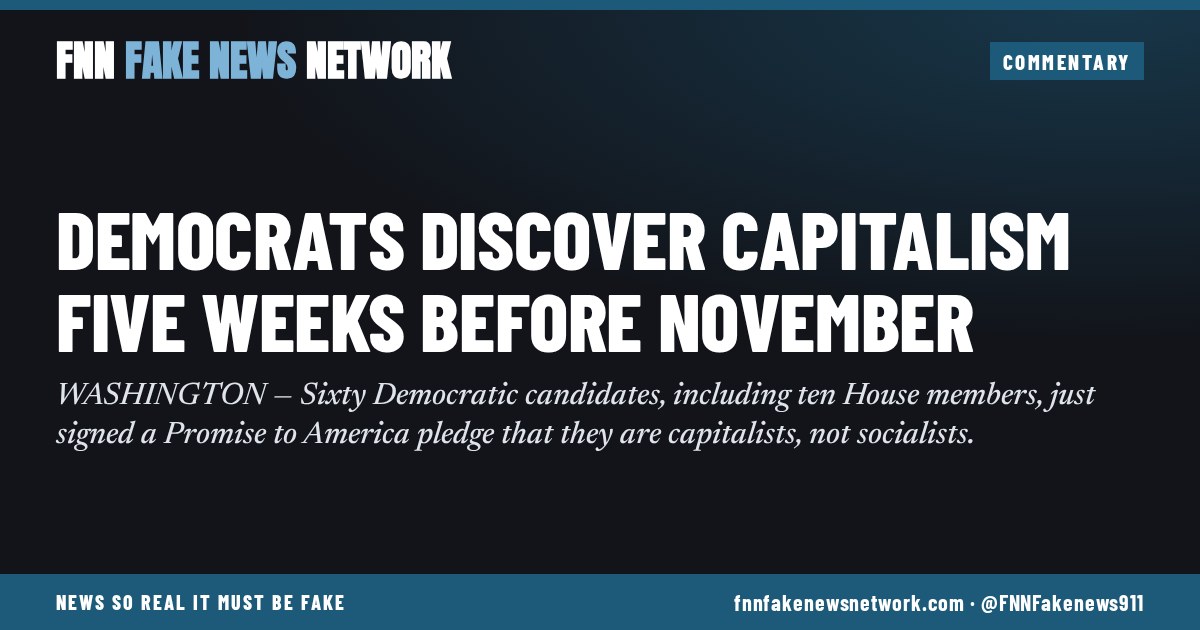 FNN FAKE NEWS NETWORK
COMMENTARY
DEMOCRATS DISCOVER CAPITALISM
FIVE WEEKS BEFORE NOVEMBER
WASHINGTON — Sixty Democratic candidates, including ten House members, just
signed a Promise to America pledge that they are capitalists, not socialists.
NEWS SO REAL IT MUST BE FAKE
fnnfakenewsnetwork.com · @FNNFakenews911